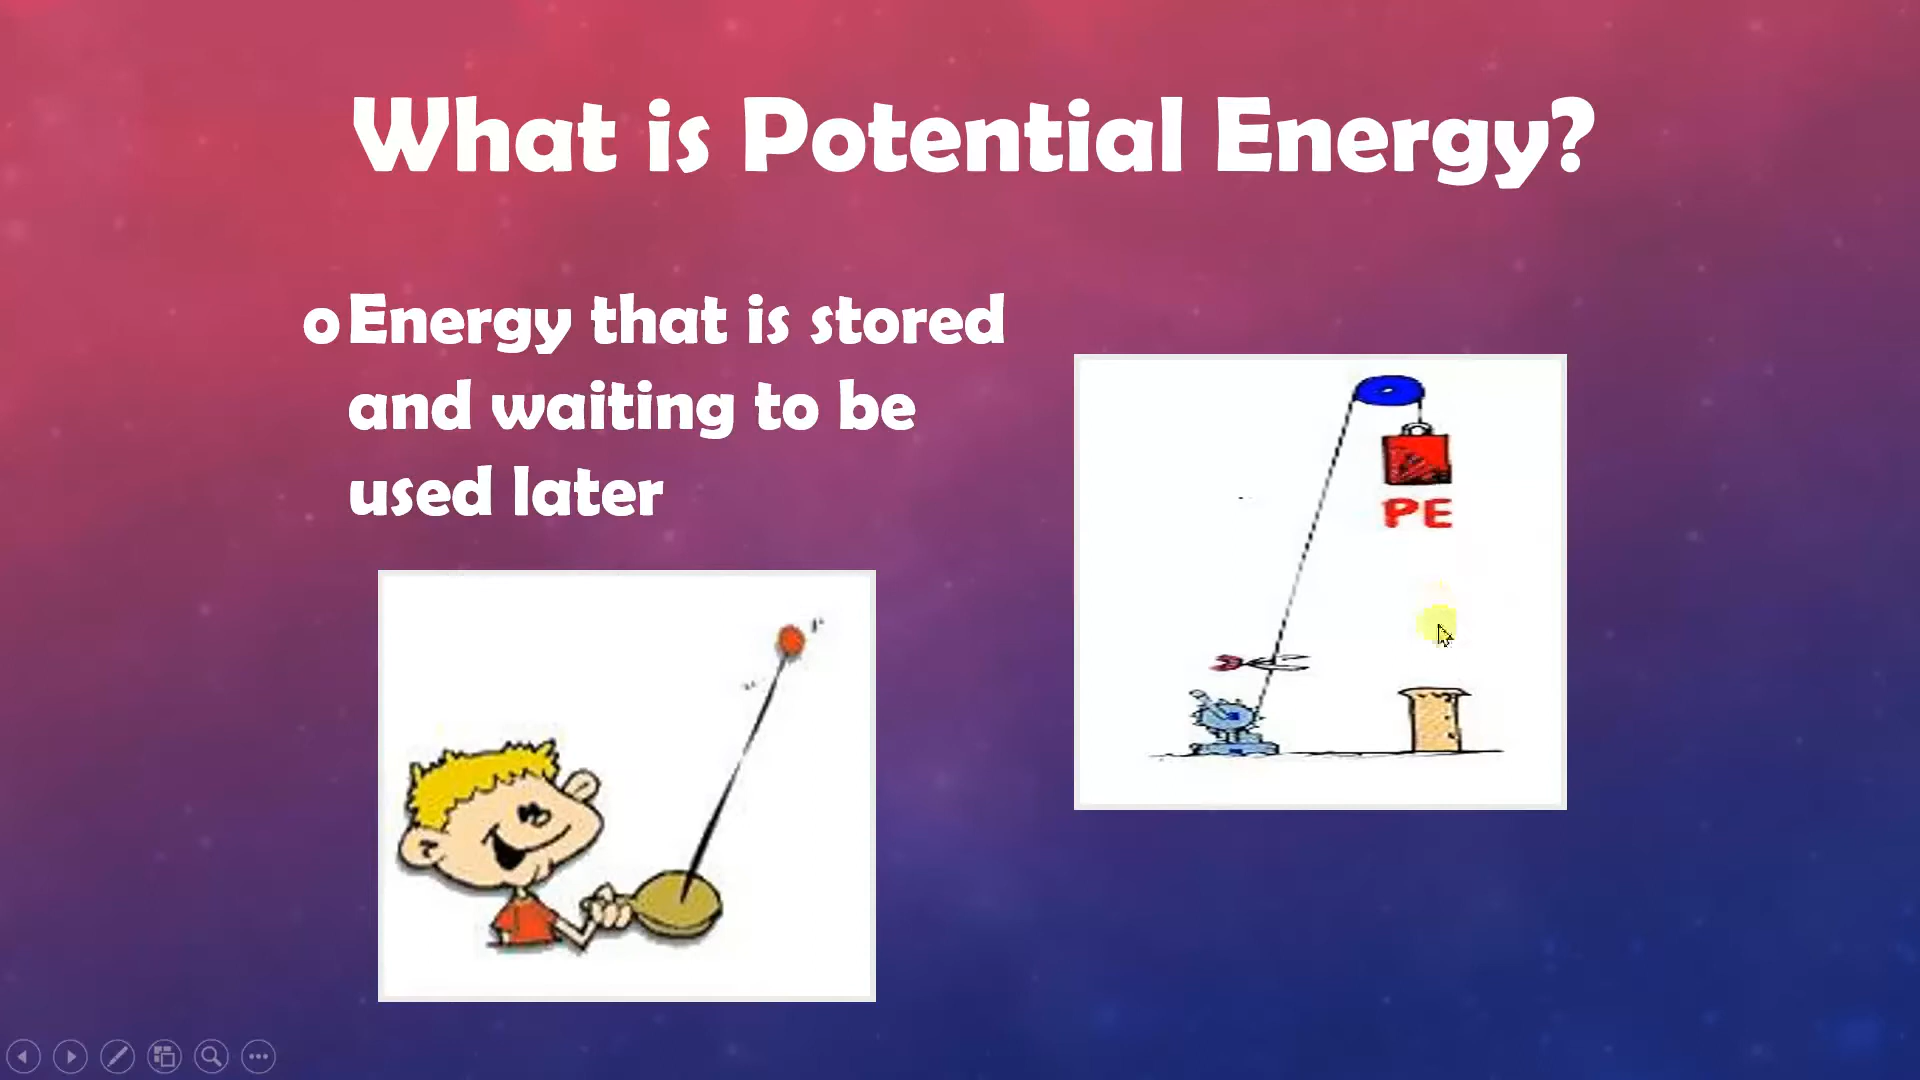 What is Potential Energy?
o Energy that is stored
and waiting to be
used later
PE